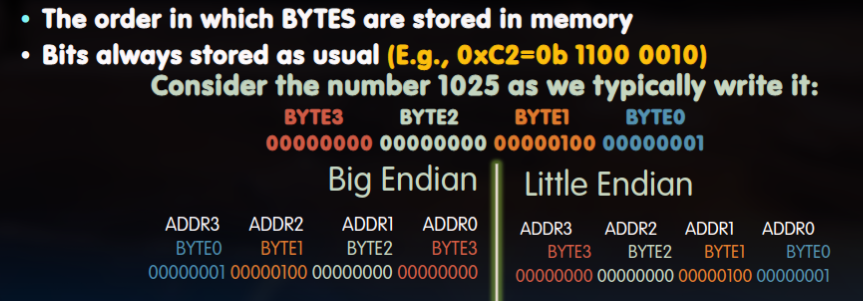 • The order in which BYTES are stored in memory
• Bits always stored as usual (E.g., 0xC2=0b 1100 0010)
Consider the number 1025 as we typically write it:
BYTE3 BYTE2 BYTE1 BYTE0
00000000 00000000 00000100 00000001
Big Endian
ADDR3 ADDR2 ADDR1 ADDR0
BYTE0 BYTE1 BYTE2 BYTE3
00000001 00000100 00000000 00000000
Little Endian
ADDR3 ADDR2 ADDR1 ADDR0
BYTE3 BYTE2 BYTE1 BYTE0
00000000 00000000 00000100 00000001